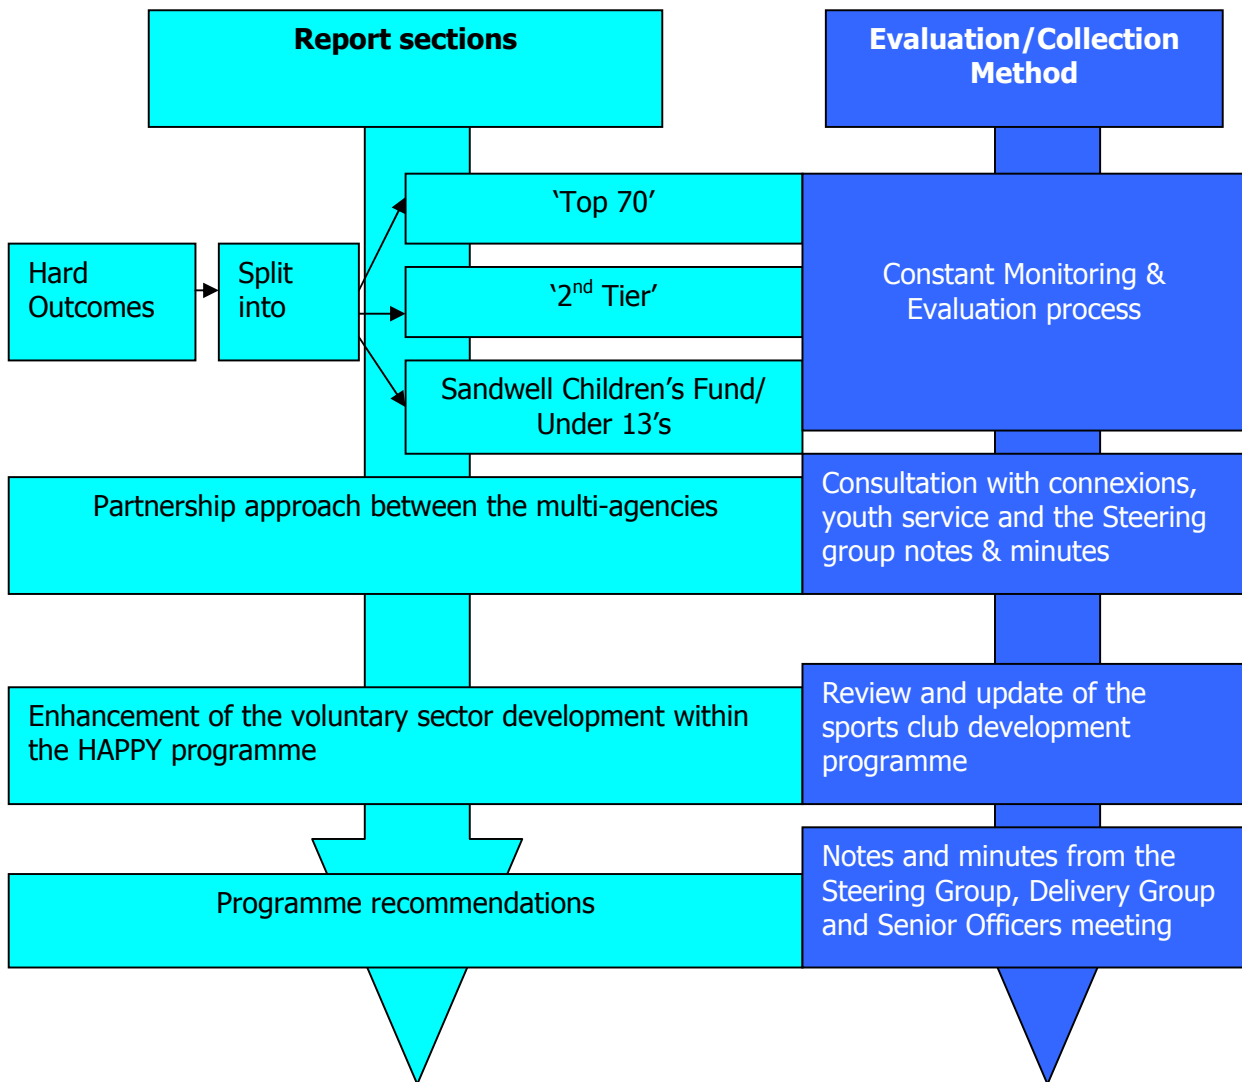 Report sections
Evaluation/Collection
Method
‘Top 70’
Hard
Outcomes
Split
into
‘2nd Tier’
Sandwell Children’s Fund/
Under 13’s
Constant Monitoring &
Evaluation process
Partnership approach between the multi-agencies
Consultation with connexions,
youth service and the Steering
group notes & minutes
Enhancement of the voluntary sector development within
the HAPPY programme
Review and update of the
sports club development
programme
Programme recommendations
Notes and minutes from the
Steering Group, Delivery Group
and Senior Officers meeting